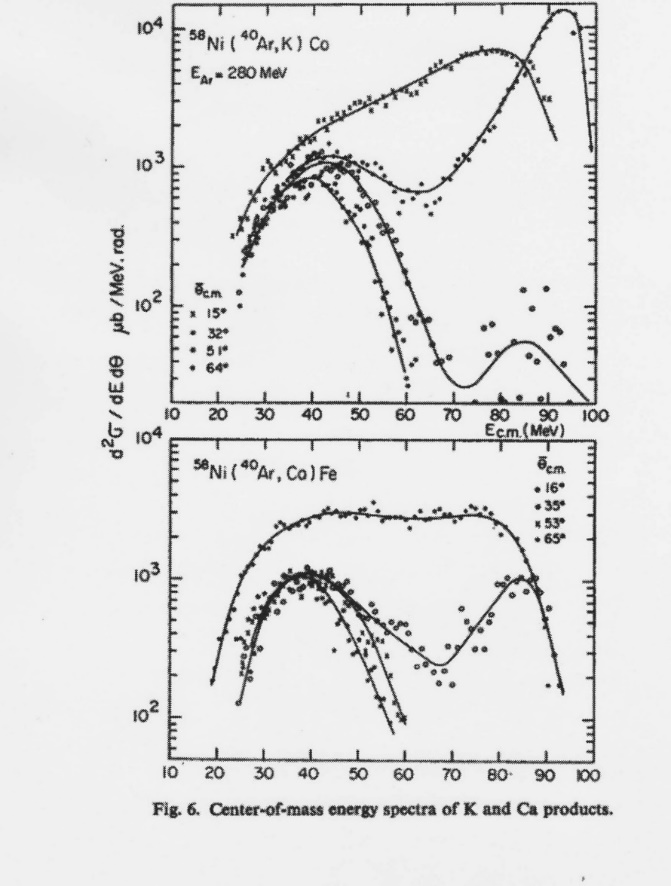 10⁴
⁵⁸Ni(⁴⁰Ar,K)Co
E_Ar = 280 MeV
10³
10²
θ̄c.m.
x 15°
32°
51°
64°
10 20 30 40 50 60 70 80 90 100
Ec.m.(MeV)
d²σ / dE dθ μb / MeV. rad.
10⁴
⁵⁸Ni(⁴⁰Ar, Ca)Fe
θ̄c.m.
16°
35°
x 53°
65°
10³
10²
10 20 30 40 50 60 70 80 90 100
Fig. 6. Center-of-mass energy spectra of K and Ca products.